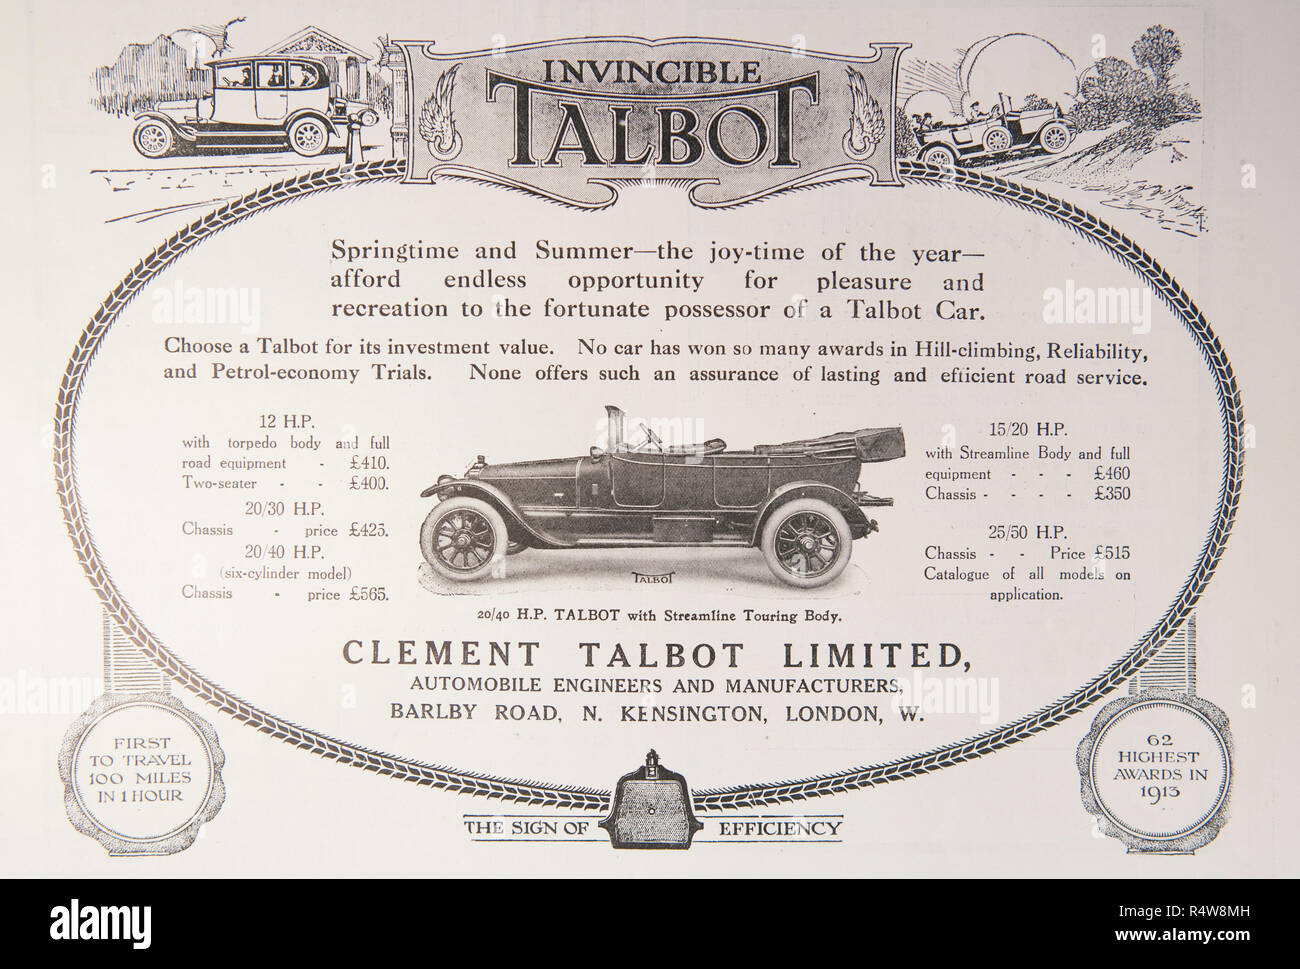 INVINCIBLE
TALBOT
Springtime and Summer—the joy-time of the year—
afford endless opportunity for pleasure and
recreation to the fortunate possessor of a Talbot Car.
Choose a Talbot for its investment value. No car has won so many awards in Hill-climbing, Reliability,
and Petrol-economy Trials. None offers such an assurance of lasting and efficient road service.
12 H.P.
with torpedo body and full
road equipment - £410.
Two-seater - - £400.
20/30 H.P.
Chassis - price £425.
20/40 H.P.
(six-cylinder model)
Chassis - price £565.
TALBOT
20/40 H.P. TALBOT with Streamline Touring Body.
15/20 H.P.
with Streamline Body and full
equipment - - - £460
Chassis - - - - £350
25/50 H.P.
Chassis - - Price £515
Catalogue of all models on
application.
CLEMENT TALBOT LIMITED,
AUTOMOBILE ENGINEERS AND MANUFACTURERS,
BARLBY ROAD, N. KENSINGTON, LONDON, W.
FIRST
TO TRAVEL
100 MILES
IN 1 HOUR
62
HIGHEST
AWARDS IN
1913
THE SIGN OF EFFICIENCY
alamy
alamy
Image ID: R4W8MH
www.alamy.com